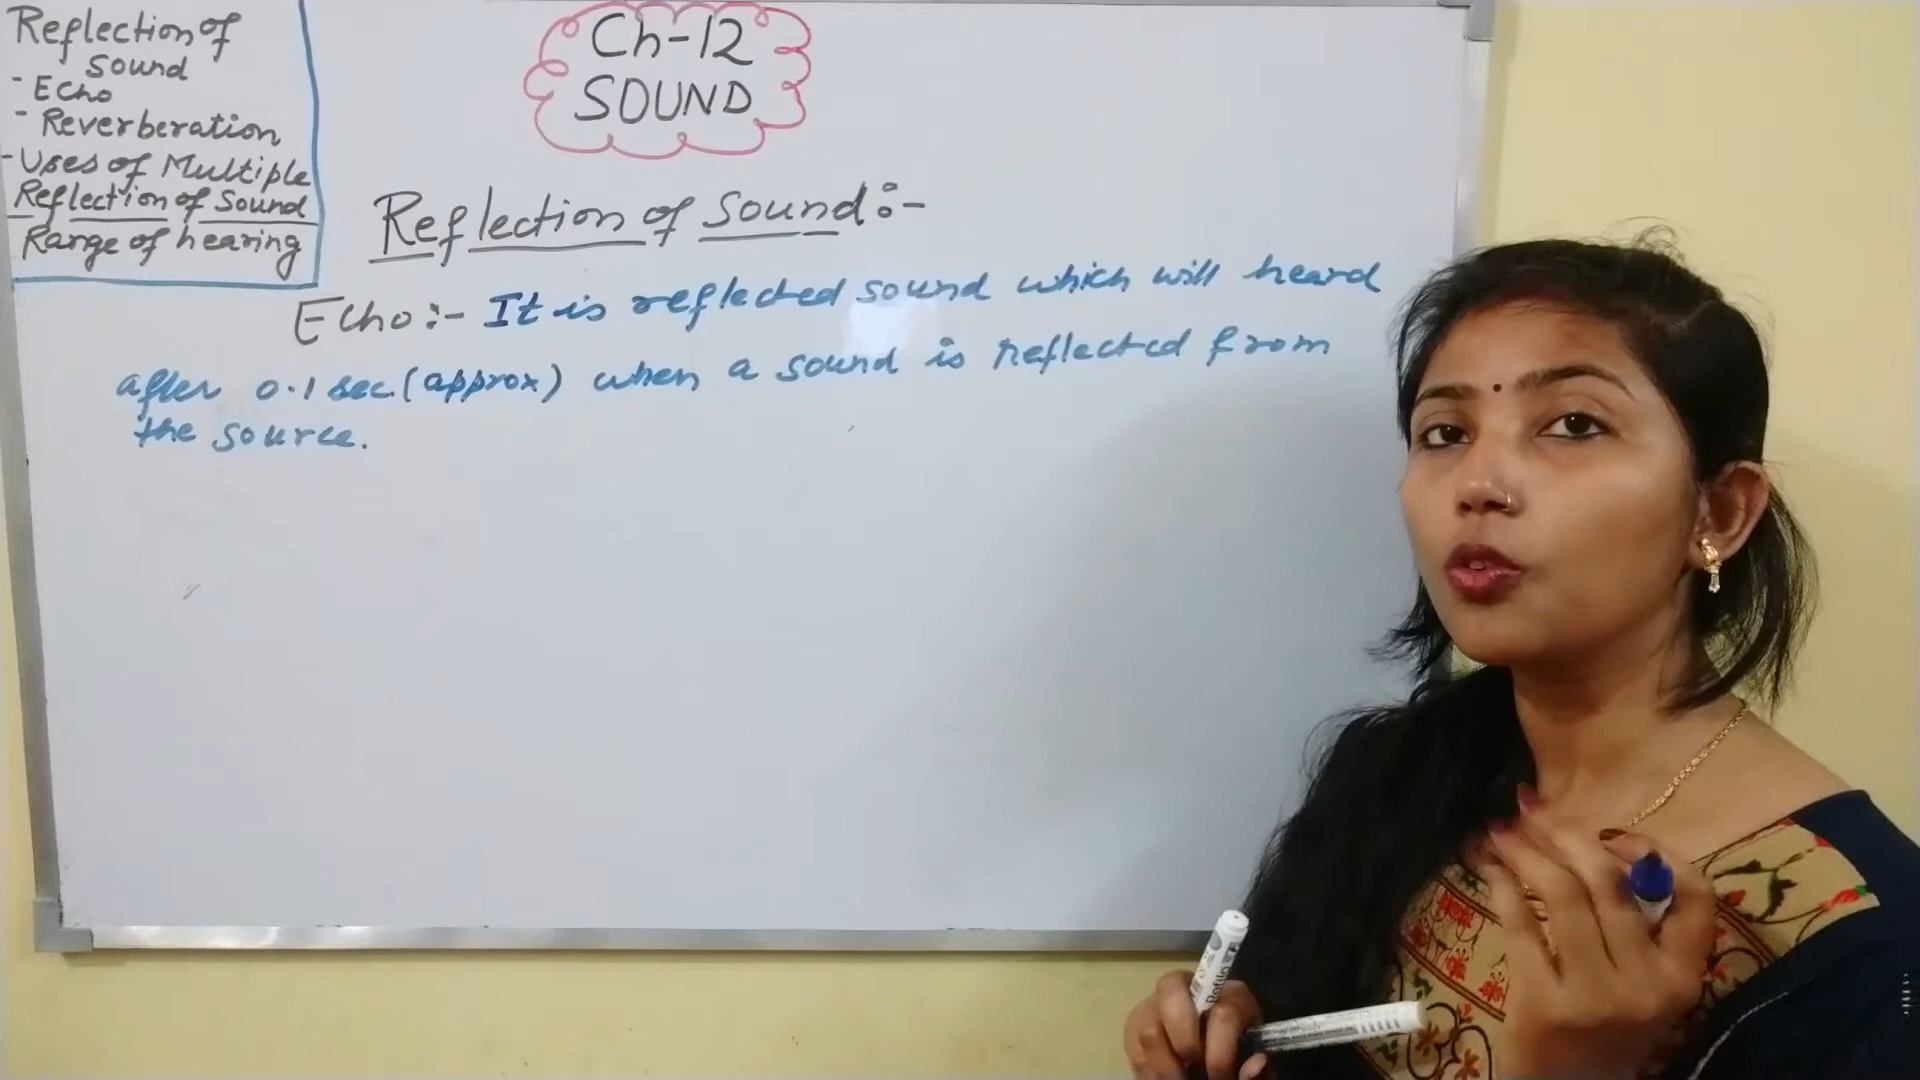 Reflection of
Sound
- Echo
- Reverberation
- Uses of Multiple
Reflection of Sound
Range of hearing
Ch-12
SOUND
Reflection of Sound:-
Echo:- It is reflected sound which will heard
after 0.1 sec.(approx) when a sound is reflected from
the source.